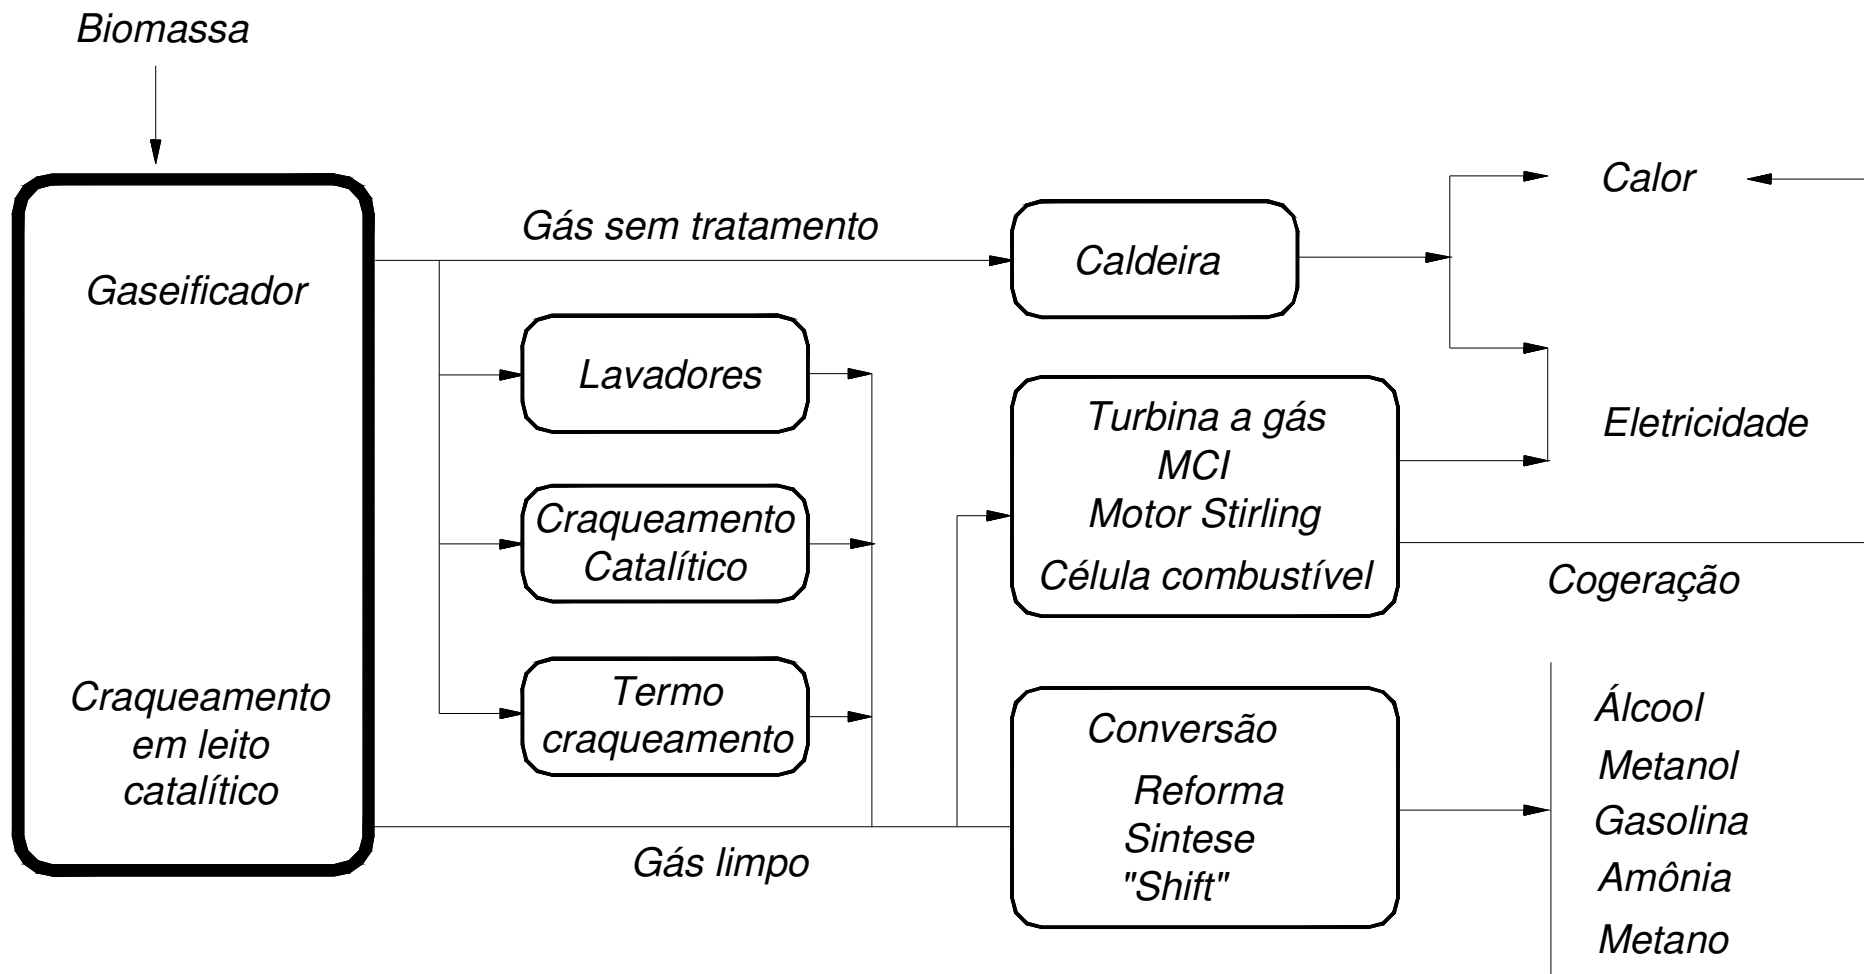 Biomassa
Gaseificador
Craqueamento
em leito
catalítico
Gás sem tratamento
Lavadores
Craqueamento
Catalítico
Termo
craqueamento
Gás limpo
Caldeira
Turbina a gás
MCI
Motor Stirling
Célula combustível
Conversão
Reforma
Sintese
"Shift"
Calor
Eletricidade
Cogeração
Álcool
Metanol
Gasolina
Amônia
Metano